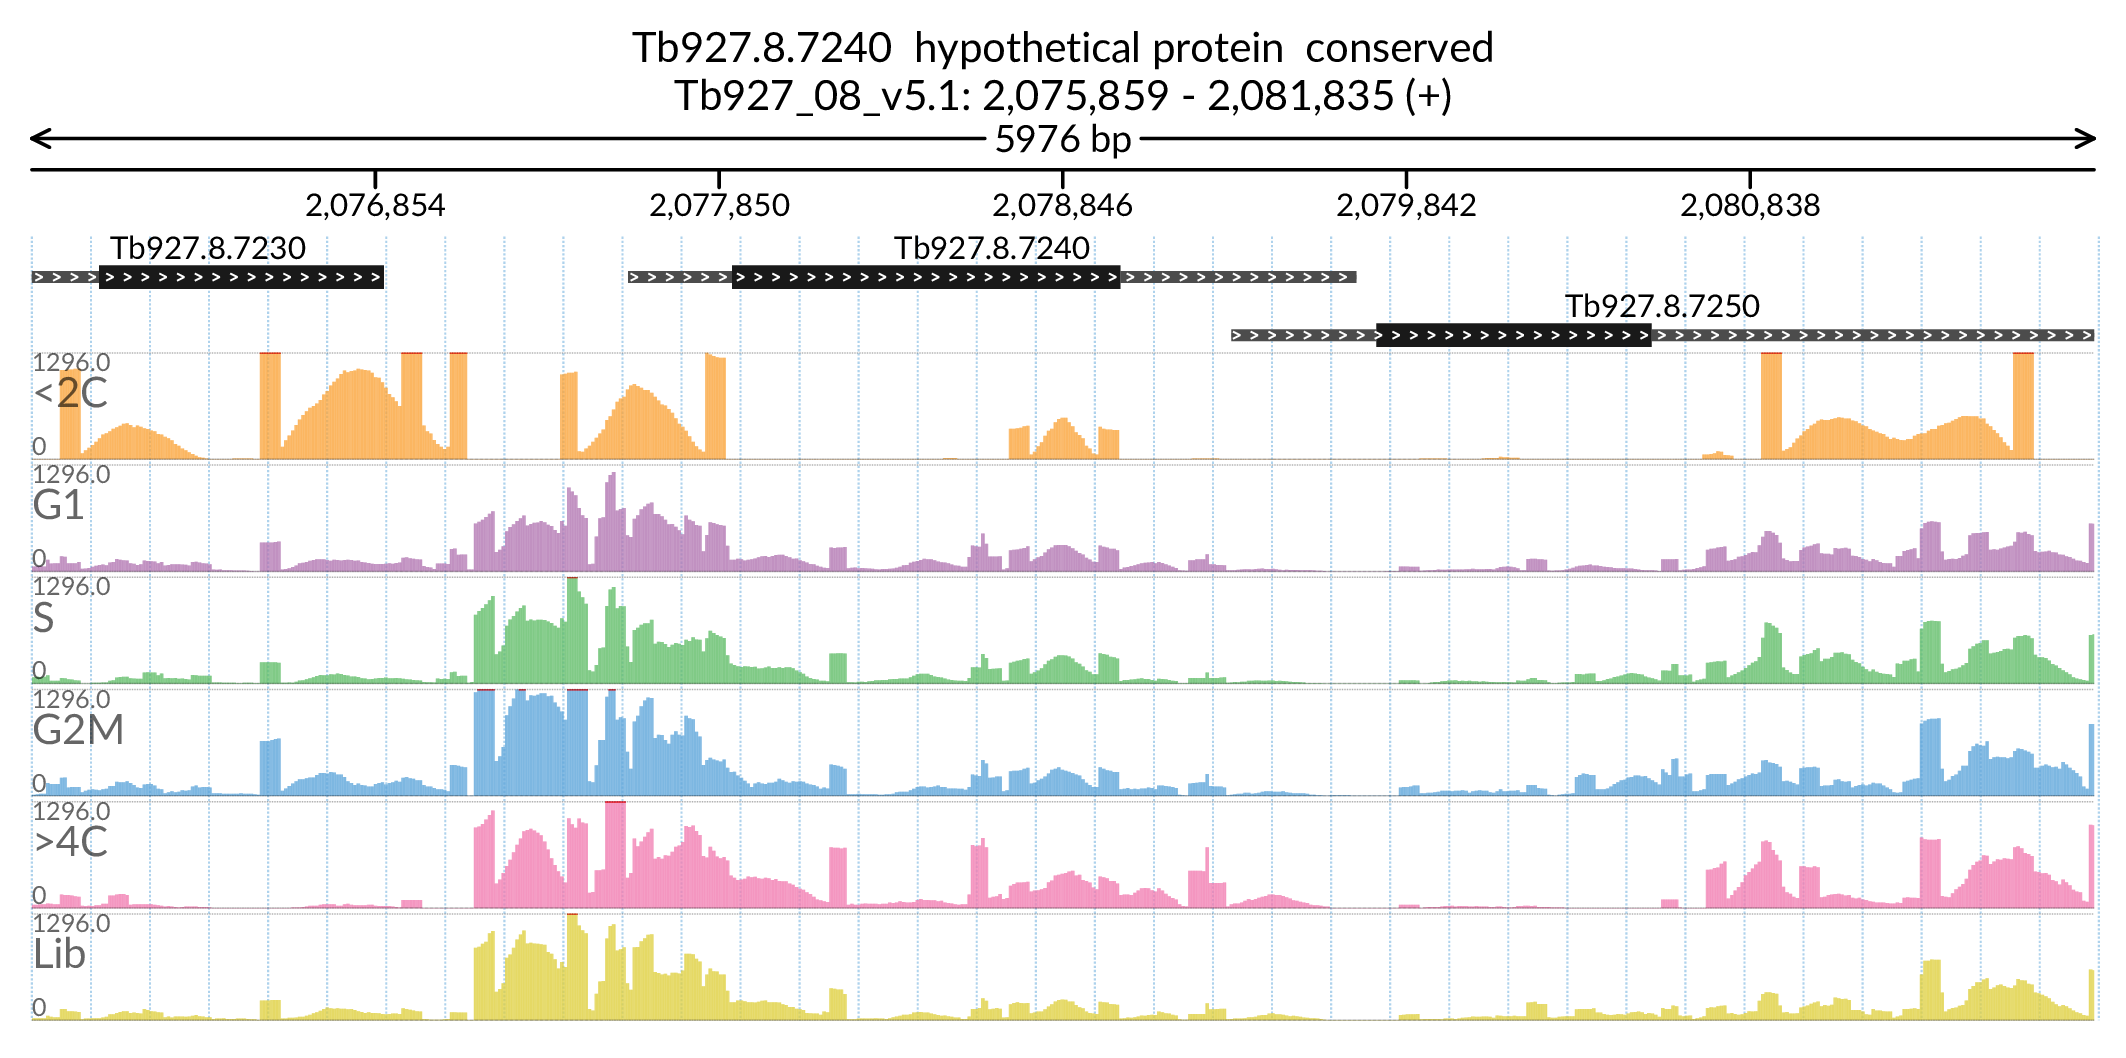 Tb927.8.7240  hypothetical protein  conserved
Tb927_08_v5.1: 2,075,859 - 2,081,835 (+)
5976 bp
2,076,854 2,077,850 2,078,846 2,079,842 2,080,838
Tb927.8.7230 Tb927.8.7240
Tb927.8.7250
1296.0
<2C
0
1296.0
G1
0
1296.0
S
0
1296.0
G2M
0
1296.0
>4C
0
1296.0
Lib
0